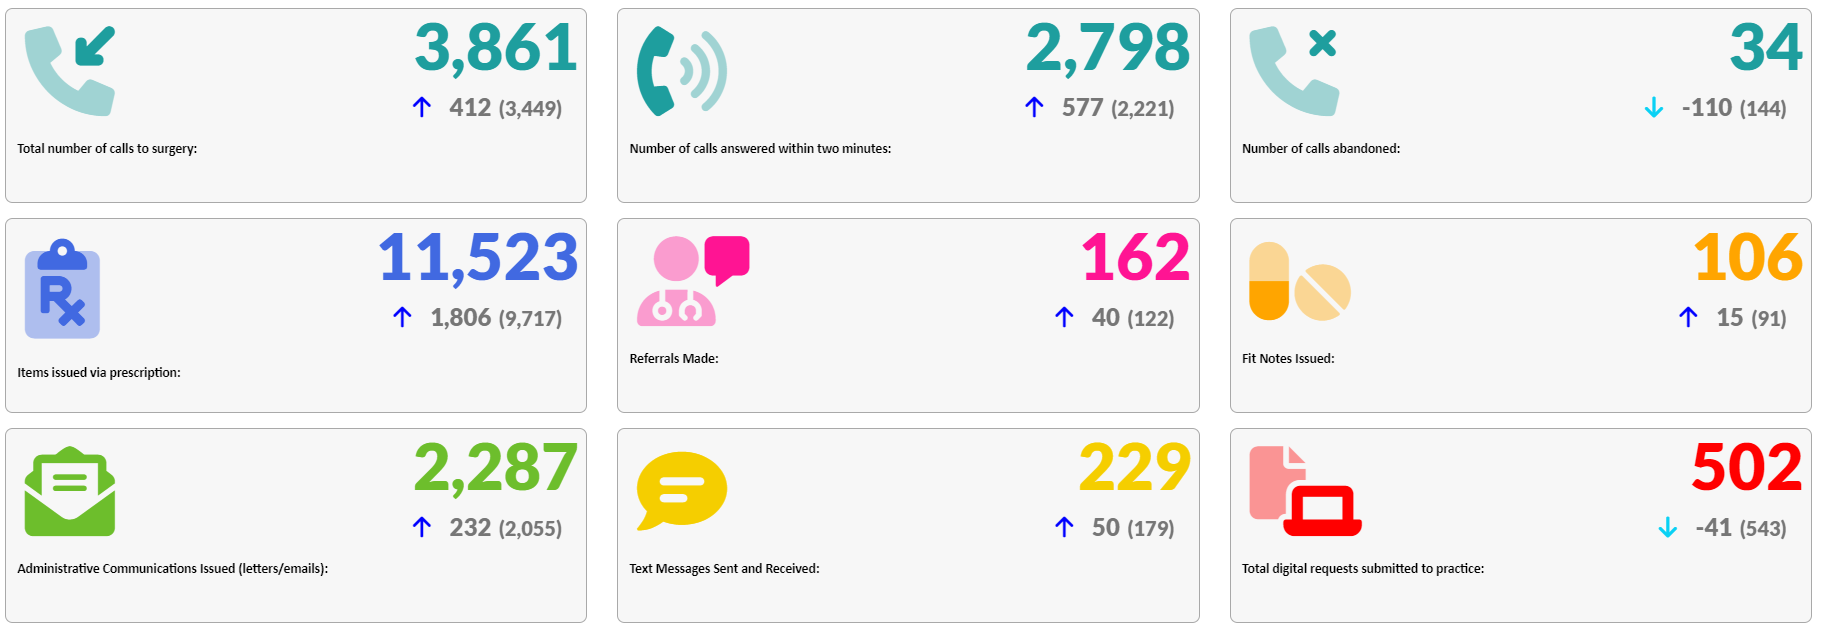 3,861
412 (3,449)
Total number of calls to surgery:
2,798
577 (2,221)
Number of calls answered within two minutes:
34
-110 (144)
Number of calls abandoned:
Rx
11,523
1,806 (9,717)
Items issued via prescription:
162
40 (122)
Referrals Made:
106
15 (91)
Fit Notes Issued:
2,287
232 (2,055)
Administrative Communications Issued (letters/emails):
229
50 (179)
Text Messages Sent and Received:
502
-41 (543)
Total digital requests submitted to practice: